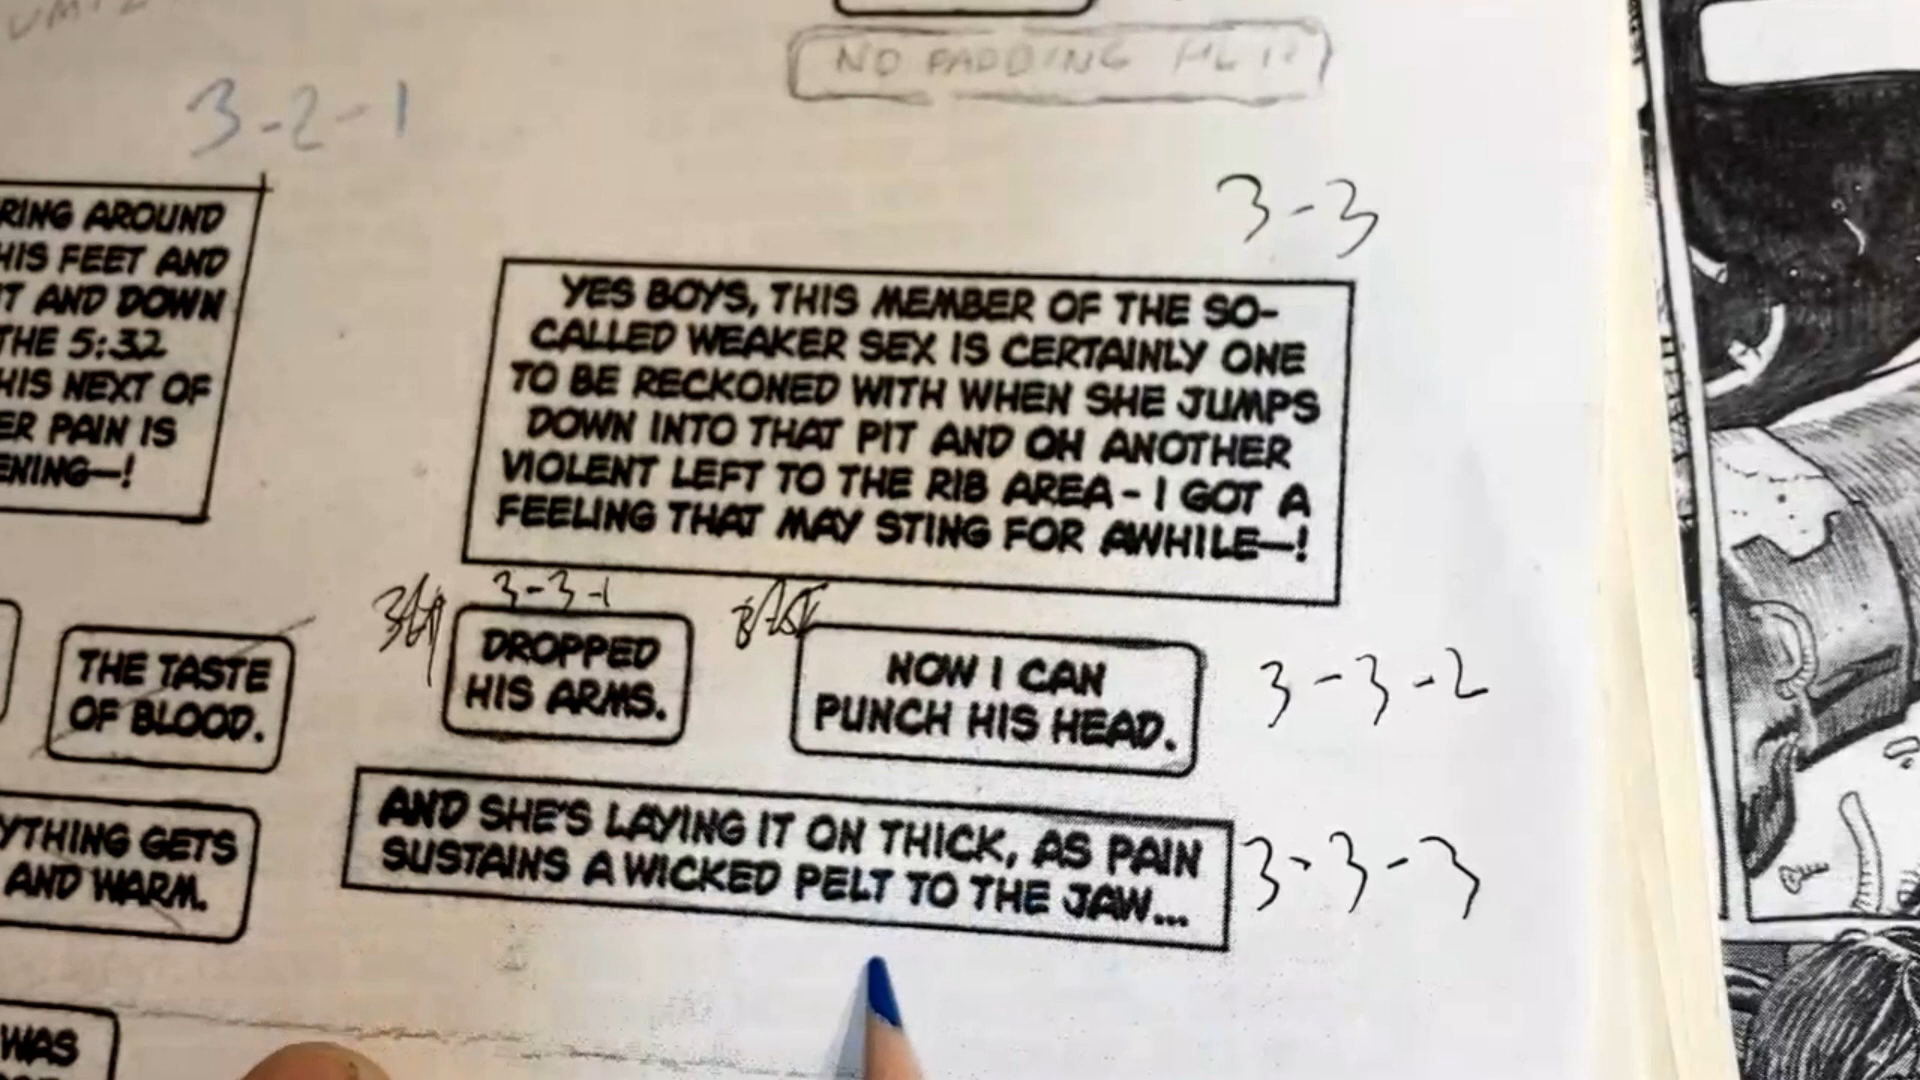 NO PADDING
3-2-1
3-3
RING AROUND
HIS FEET AND
T AND DOWN
THE 5:32
HIS NEXT OF
ER PAIN IS
ENING—!
YES BOYS, THIS MEMBER OF THE SO-
CALLED WEAKER SEX IS CERTAINLY ONE
TO BE RECKONED WITH WHEN SHE JUMPS
DOWN INTO THAT PIT AND OH ANOTHER
VIOLENT LEFT TO THE RIB AREA - I GOT A
FEELING THAT MAY STING FOR AWHILE—!
3-3-1
THE TASTE
OF BLOOD.
DROPPED
HIS ARMS.
NOW I CAN
PUNCH HIS HEAD.
3-3-2
YTHING GETS
AND WARM.
AND SHE'S LAYING IT ON THICK, AS PAIN
SUSTAINS A WICKED PELT TO THE JAW...
3-3-3
WAS